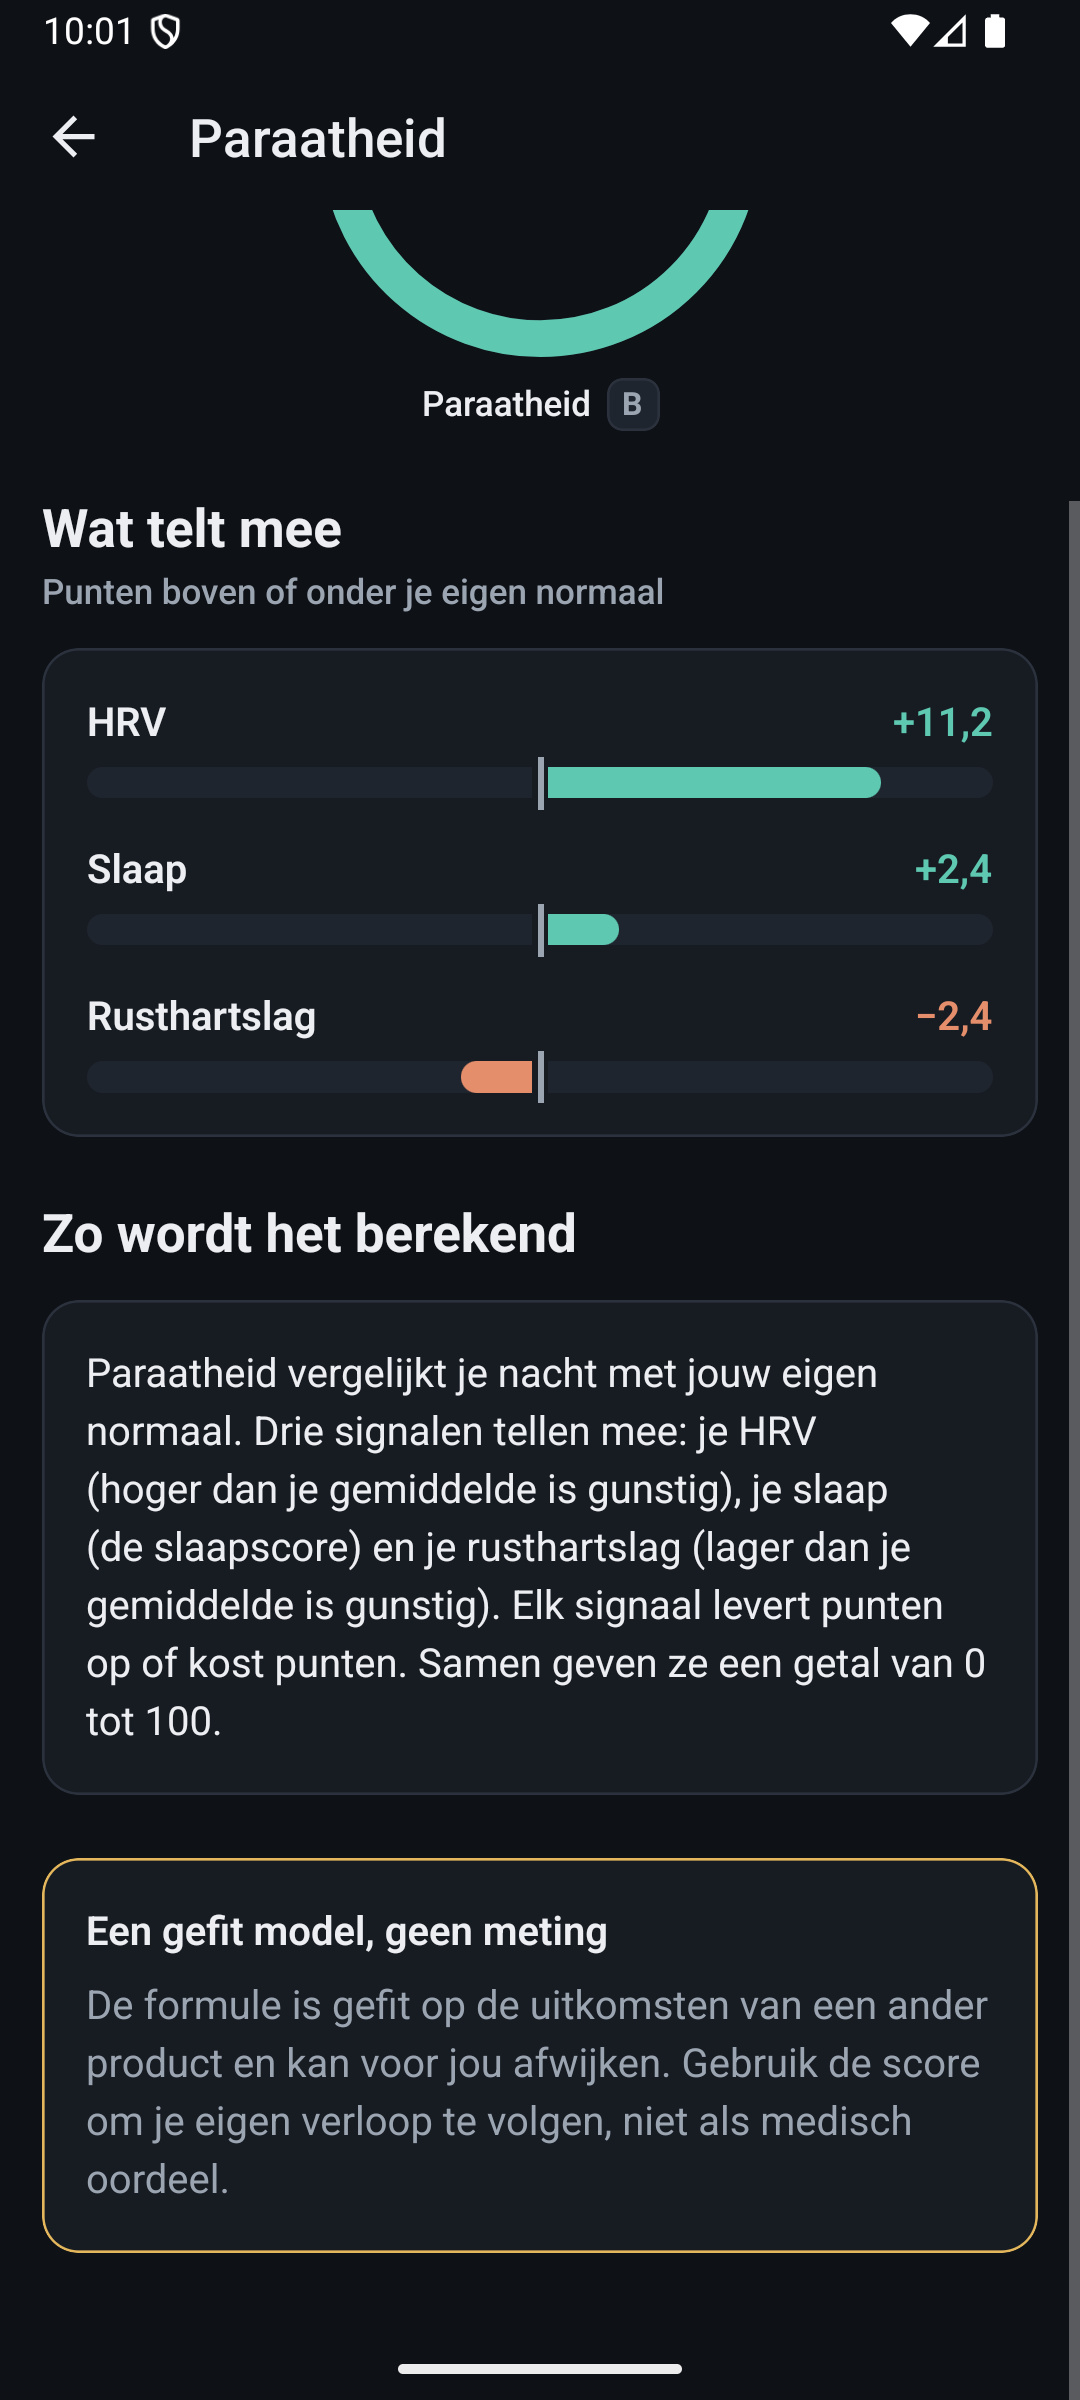 10:01
Paraatheid
Paraatheid B
Wat telt mee
Punten boven of onder je eigen normaal
HRV +11,2
Slaap +2,4
Rusthartslag −2,4
Zo wordt het berekend
Paraatheid vergelijkt je nacht met jouw eigen
normaal. Drie signalen tellen mee: je HRV
(hoger dan je gemiddelde is gunstig), je slaap
(de slaapscore) en je rusthartslag (lager dan je
gemiddelde is gunstig). Elk signaal levert punten
op of kost punten. Samen geven ze een getal van 0
tot 100.
Een gefit model, geen meting
De formule is gefit op de uitkomsten van een ander
product en kan voor jou afwijken. Gebruik de score
om je eigen verloop te volgen, niet als medisch
oordeel.